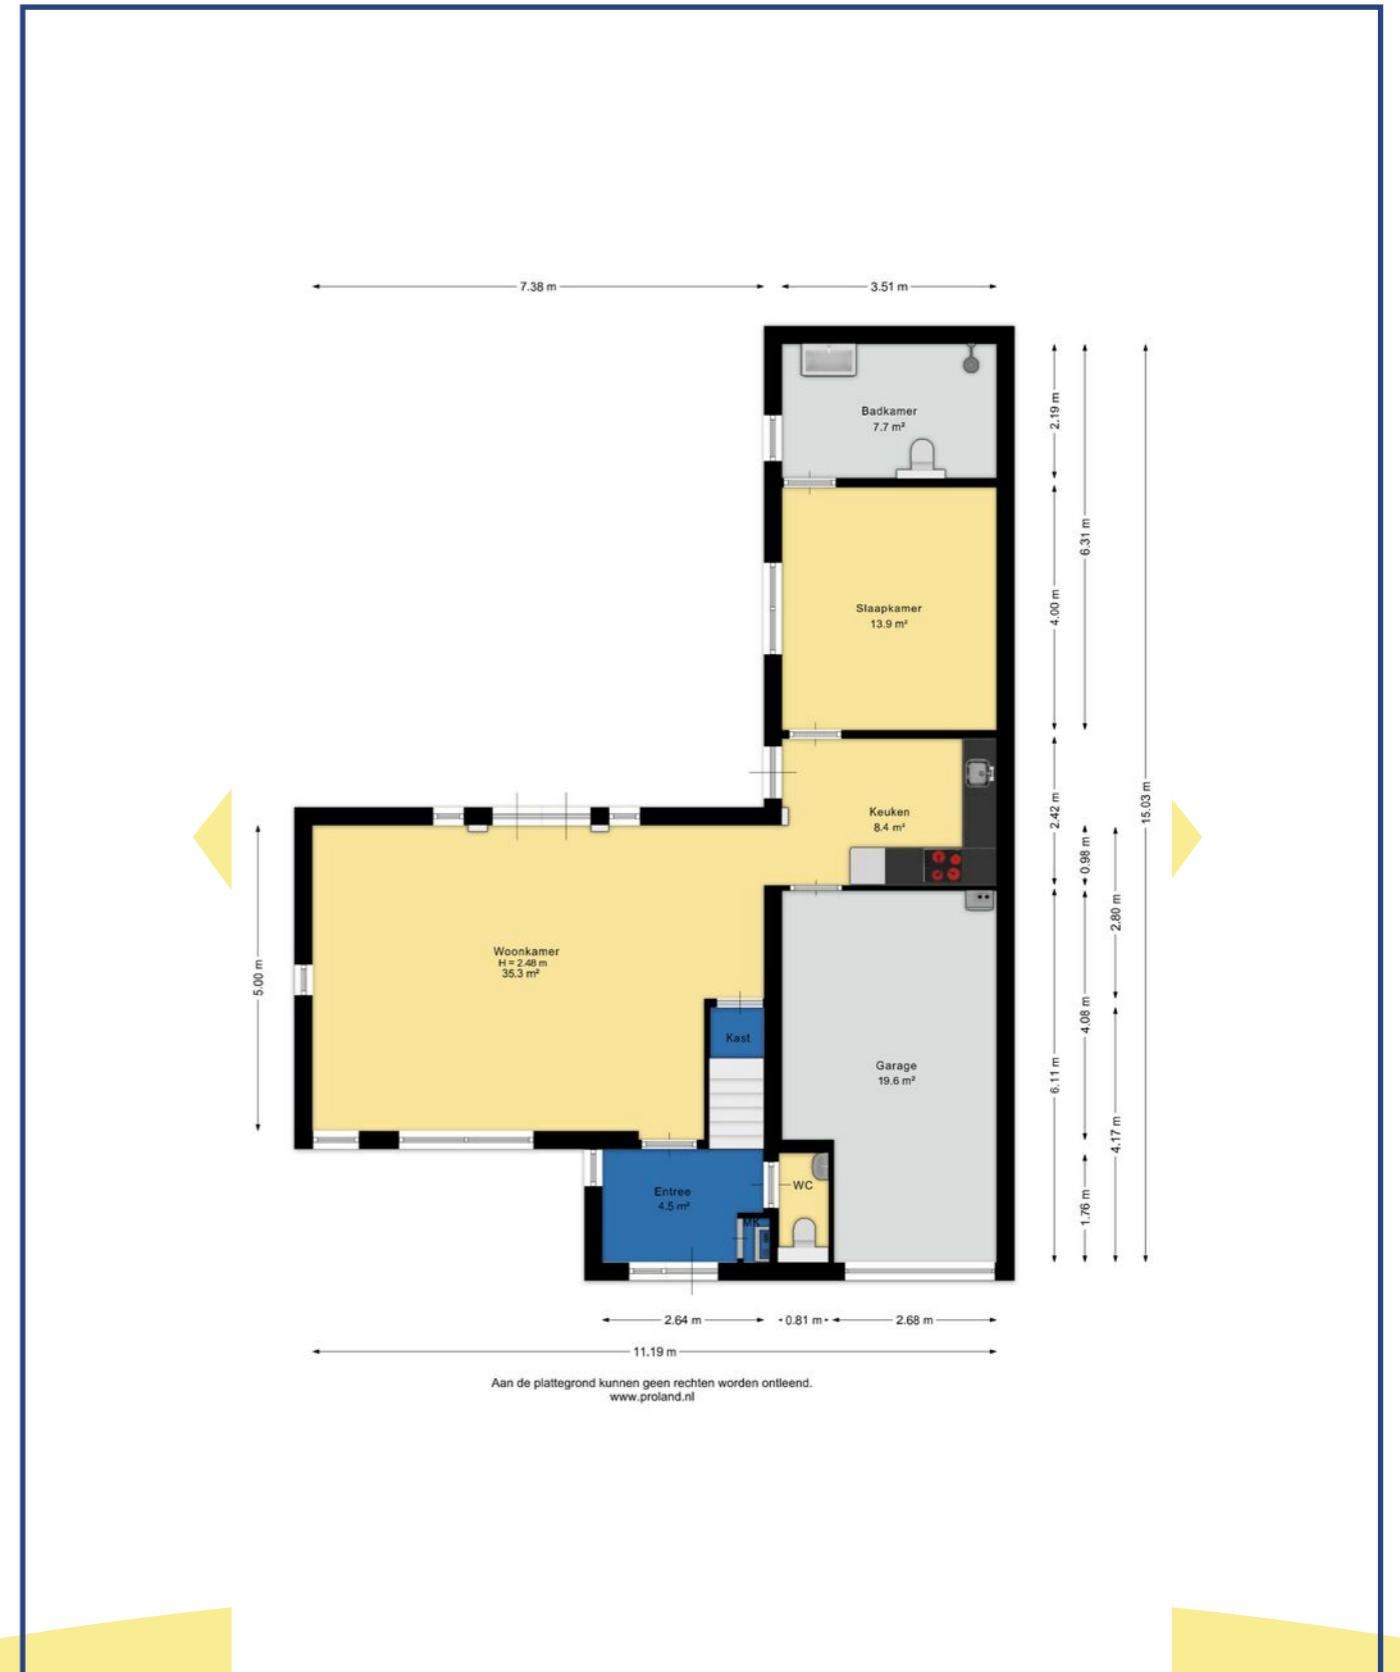 7.38 m
3.51 m
Badkamer
7.7 m²
2.19 m
6.31 m
Slaapkamer
13.9 m²
4.00 m
15.03 m
Keuken
8.4 m²
2.42 m
0.98 m
2.80 m
Woonkamer
H = 2.48 m
35.3 m²
5.00 m
Kast
4.08 m
Garage
19.6 m²
6.11 m
4.17 m
WC
Entree
4.5 m²
1.76 m
MK
2.64 m
0.81 m
2.68 m
11.19 m
Aan de plattegrond kunnen geen rechten worden ontleend.
www.proland.nl